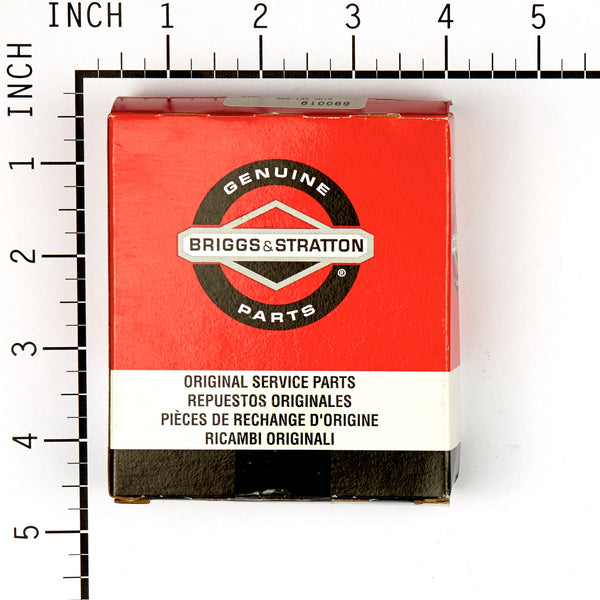 INCH 1 2 3 4 5
INCH
1
2
3
4
5
690019
GENUINE
BRIGGS&STRATTON
®
PARTS
ORIGINAL SERVICE PARTS
REPUESTOS ORIGINALES
PIÈCES DE RECHANGE D'ORIGINE
RICAMBI ORIGINALI